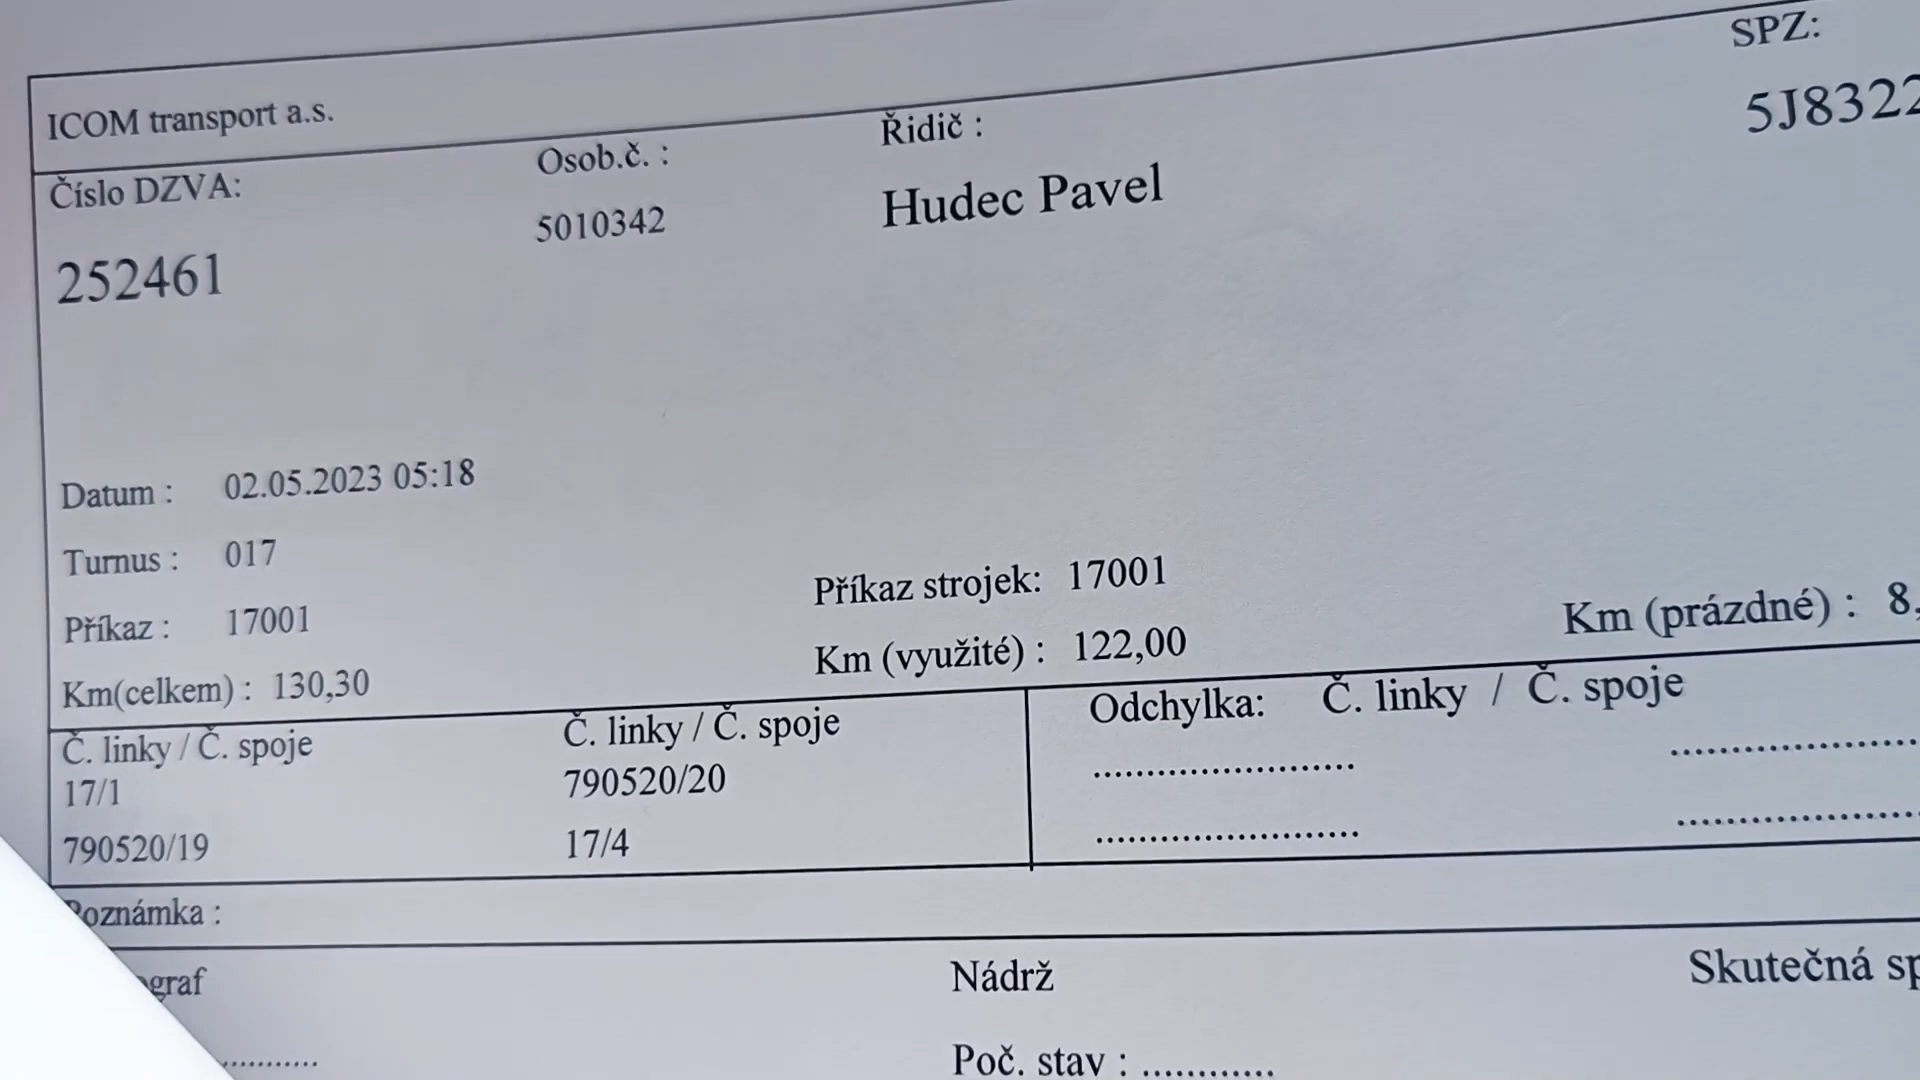 ICOM transport a.s.
SPZ:
Číslo DZVA:
Osob.č. :
Řidič :
5J8322
252461
5010342
Hudec Pavel
Datum : 02.05.2023 05:18
Turnus : 017
Příkaz : 17001
Příkaz strojek: 17001
Km(celkem) : 130,30
Km (využité) : 122,00
Km (prázdné) : 8,
Č. linky / Č. spoje
Č. linky / Č. spoje
Odchylka: Č. linky / Č. spoje
17/1
790520/20
790520/19
17/4
Poznámka :
Nádrž
Skutečná
Poč. stav :